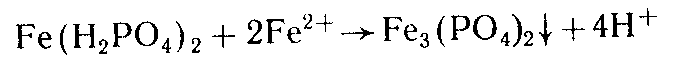 Fe(H₂PO₄)₂ + 2Fe²⁺ → Fe₃(PO₄)₂↓ + 4H⁺